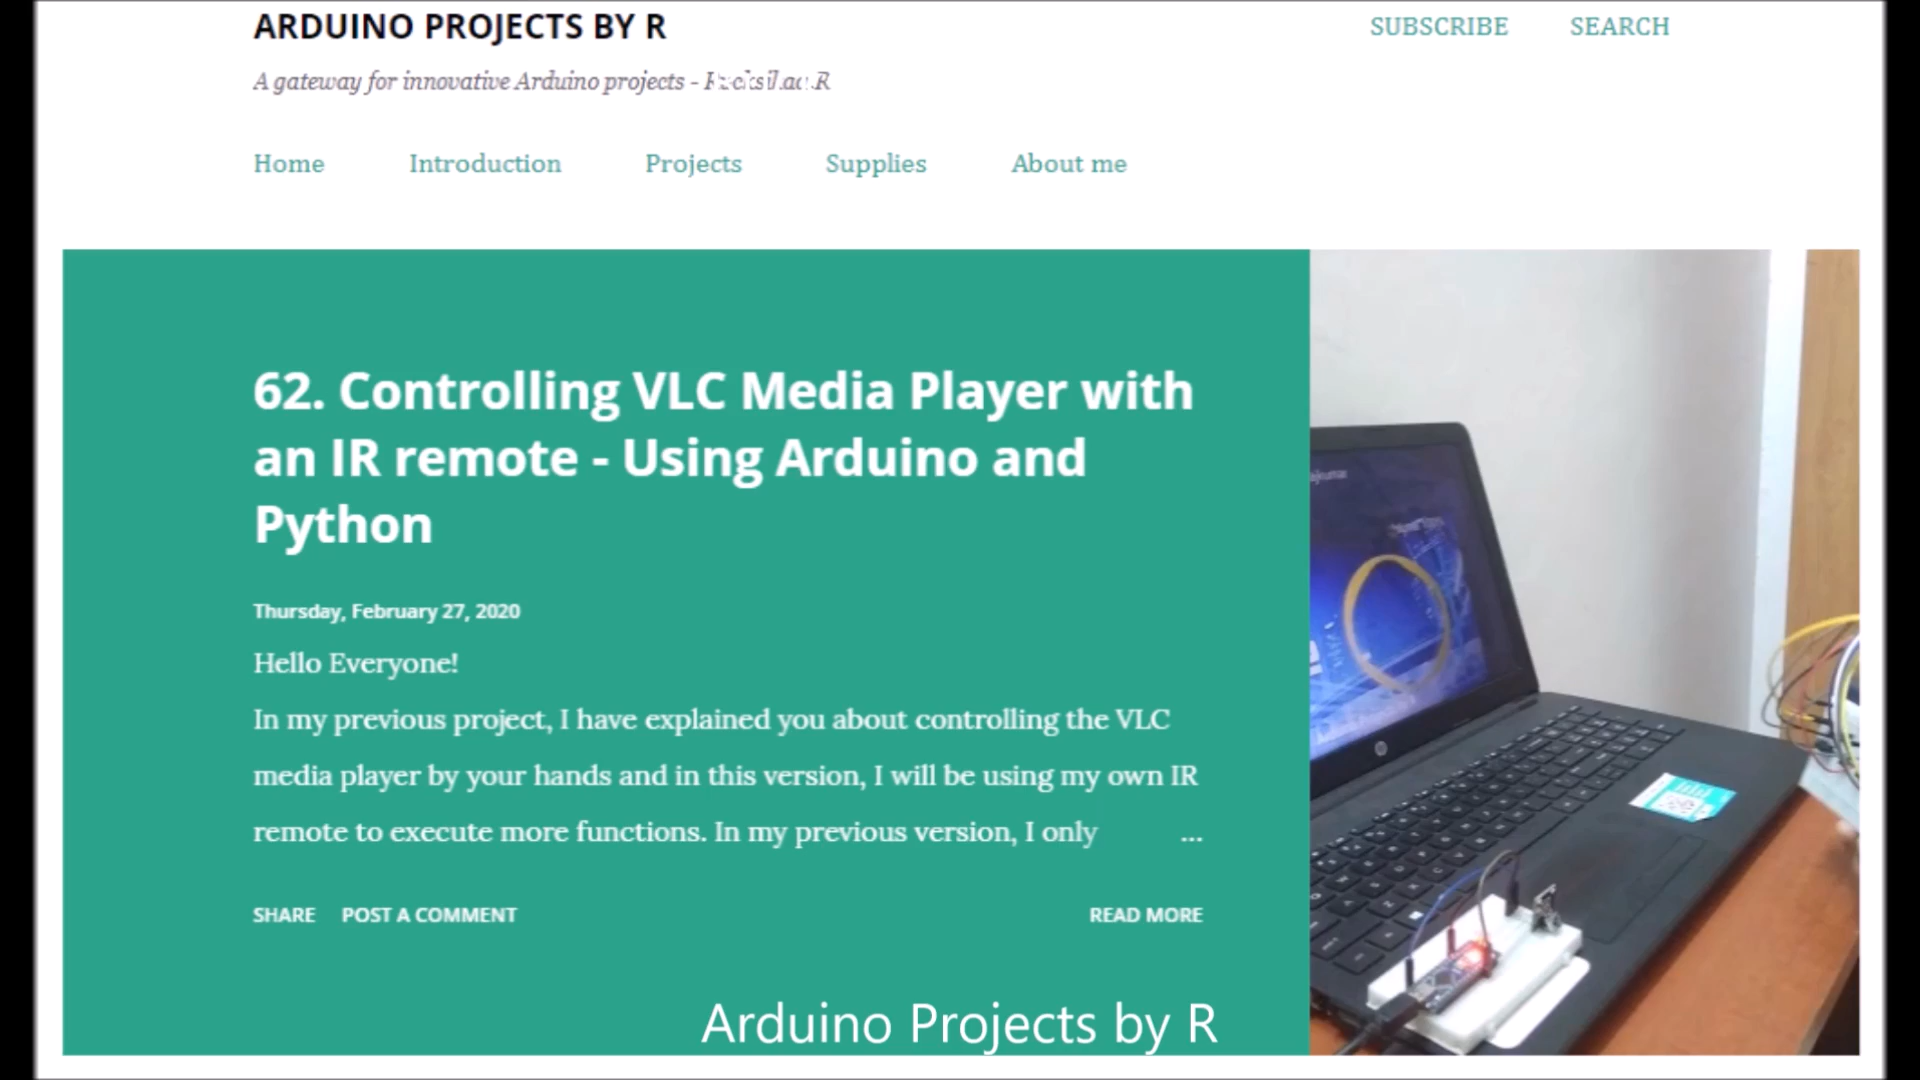 ARDUINO PROJECTS BY R
SUBSCRIBE
SEARCH
A gateway for innovative Arduino projects -
Home
Introduction
Projects
Supplies
About me
62. Controlling VLC Media Player with
an IR remote - Using Arduino and
Python
Thursday, February 27, 2020
Hello Everyone!
In my previous project, I have explained you about controlling the VLC
media player by your hands and in this version, I will be using my own IR
remote to execute more functions. In my previous version, I only ...
SHARE
POST A COMMENT
READ MORE
Arduino Projects by R
hp